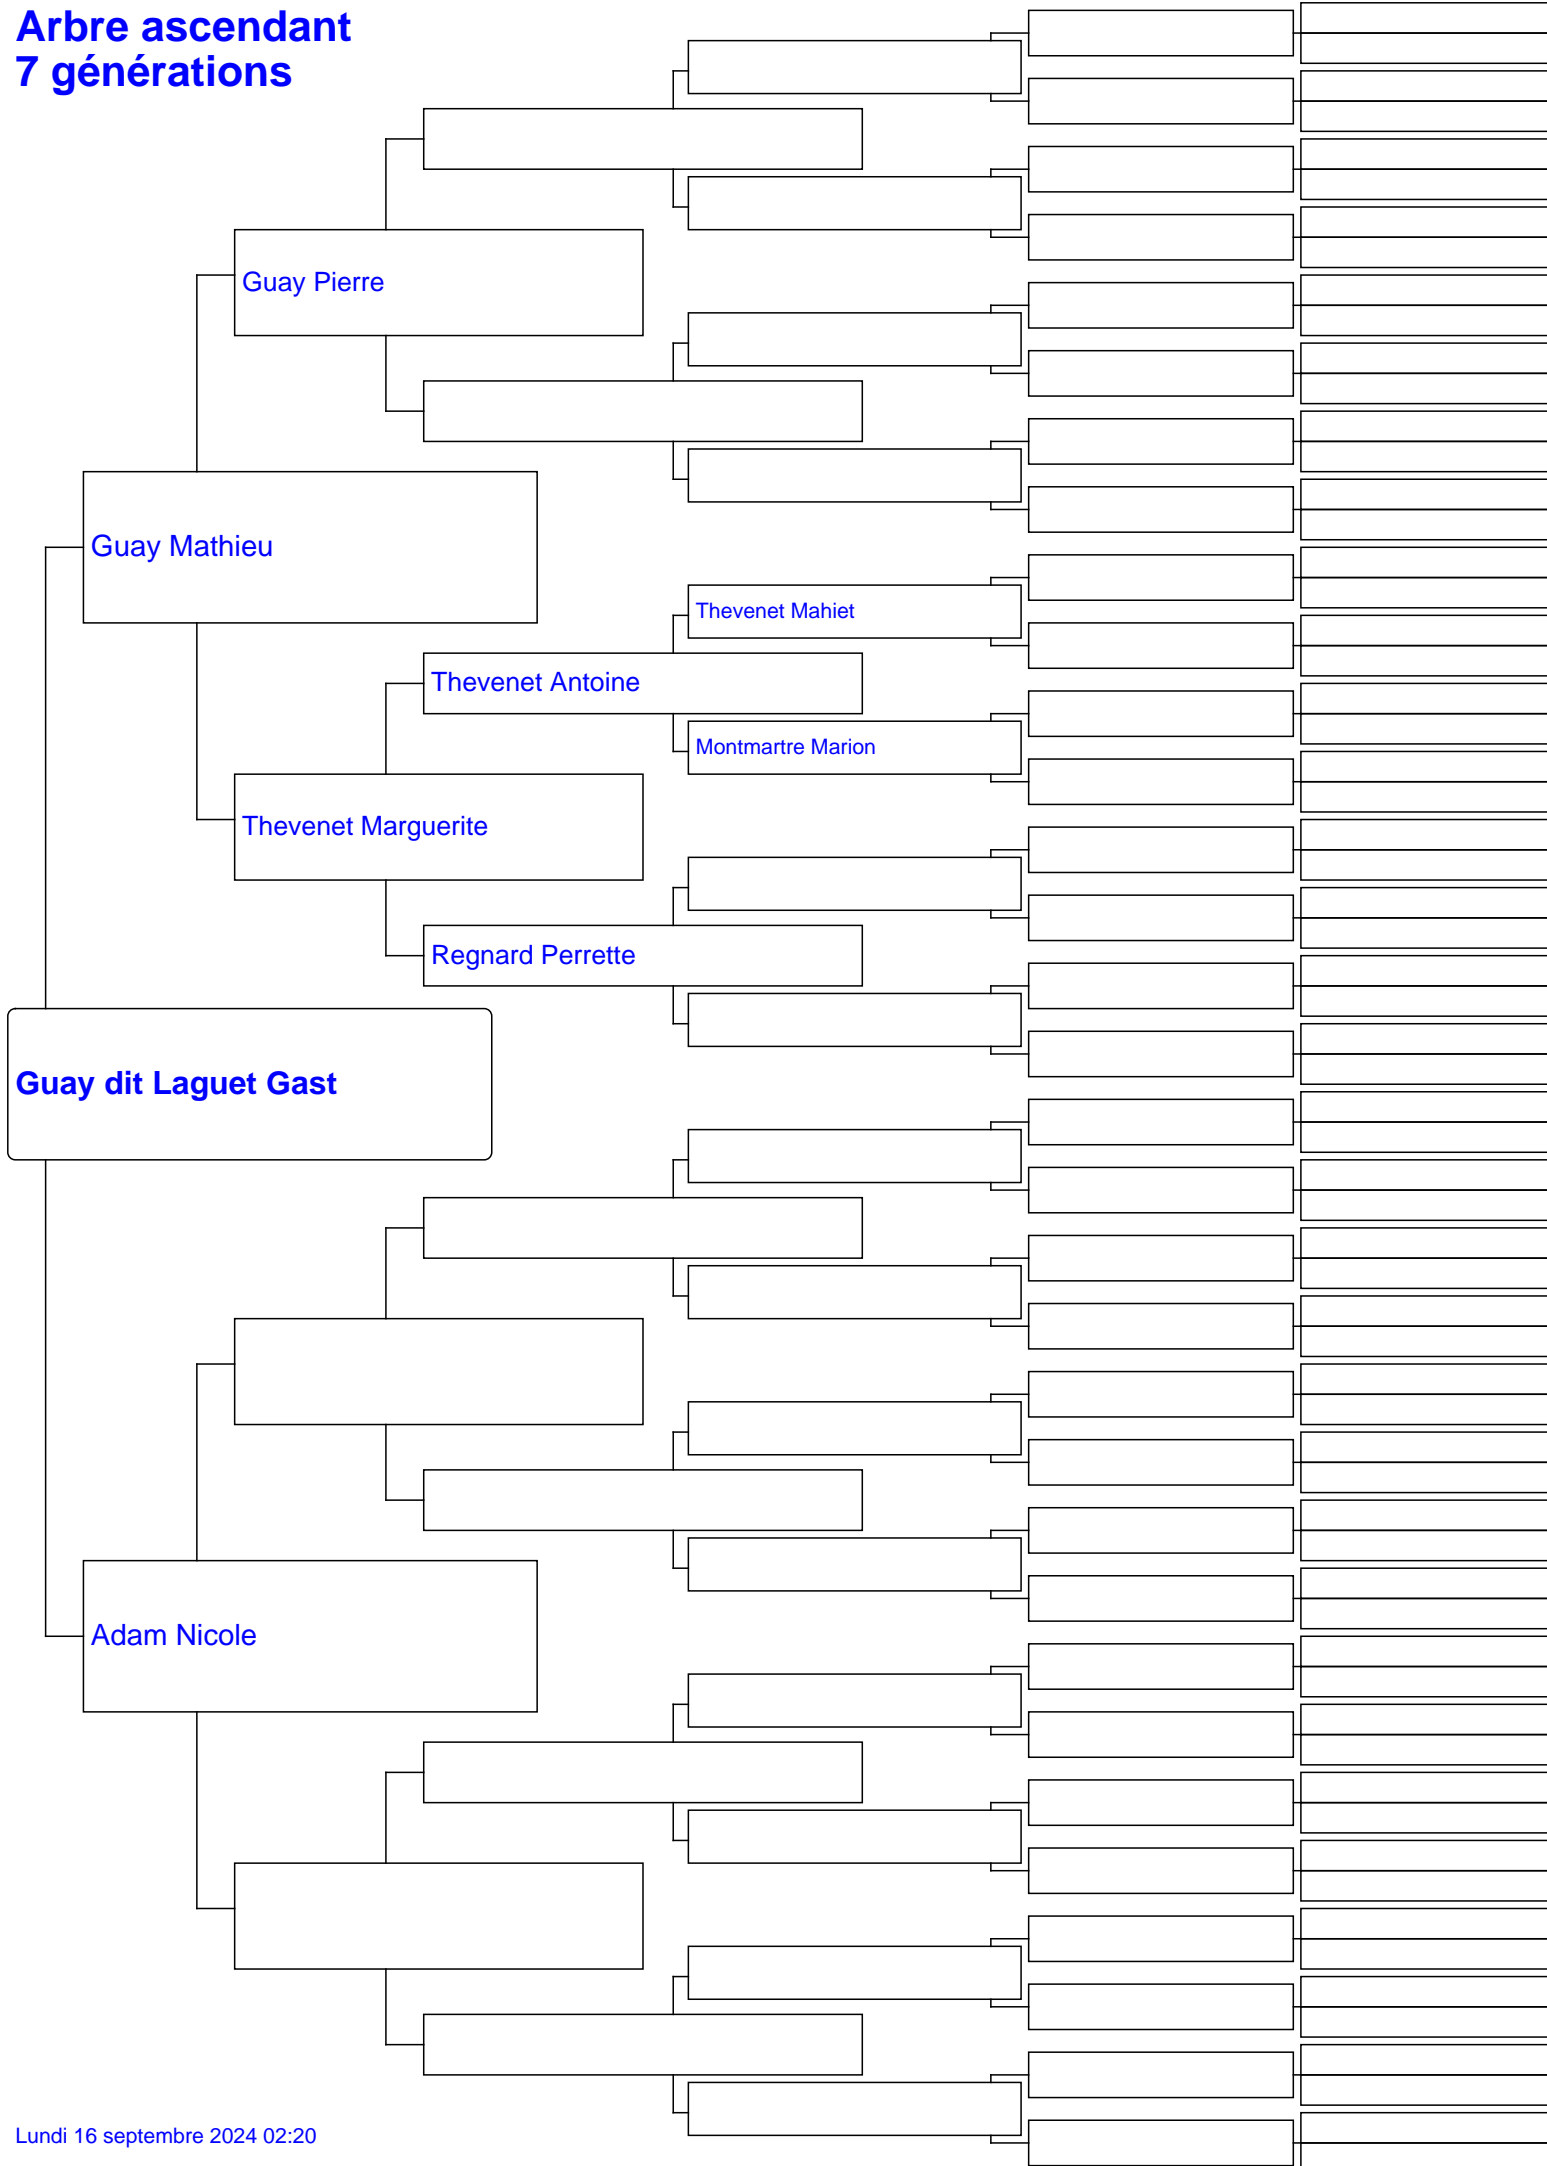 Arbre ascendant
7 générations
Guay Pierre
Guay Mathieu
Thevenet Mahiet
Thevenet Antoine
Montmartre Marion
Thevenet Marguerite
Regnard Perrette
Guay dit Laguet Gast
Adam Nicole
Lundi 16 septembre 2024 02:20